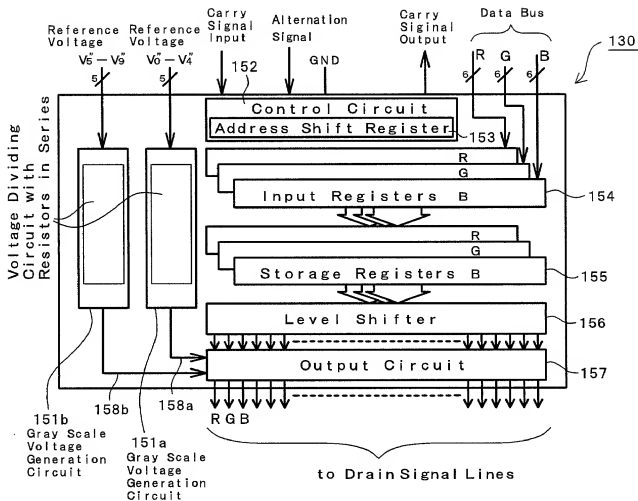 Reference Voltage
V5"−V9"
5
Reference Voltage
V0"−V4"
5
Carry Signal Input
Alternation Signal
GND
Carry Siginal Output
Data Bus
R G B
6 6 6
130
152
Control Circuit
Address Shift Register
153
R
G
Input Registers B
154
R
G
Storage Registers B
155
Level Shifter
156
Output Circuit
157
Voltage Dividing Circuit with Resistors in Series
158b
158a
R G B
151b
Gray Scale Voltage Generation Circuit
151a
Gray Scale Voltage Generation Circuit
to Drain Signal Lines